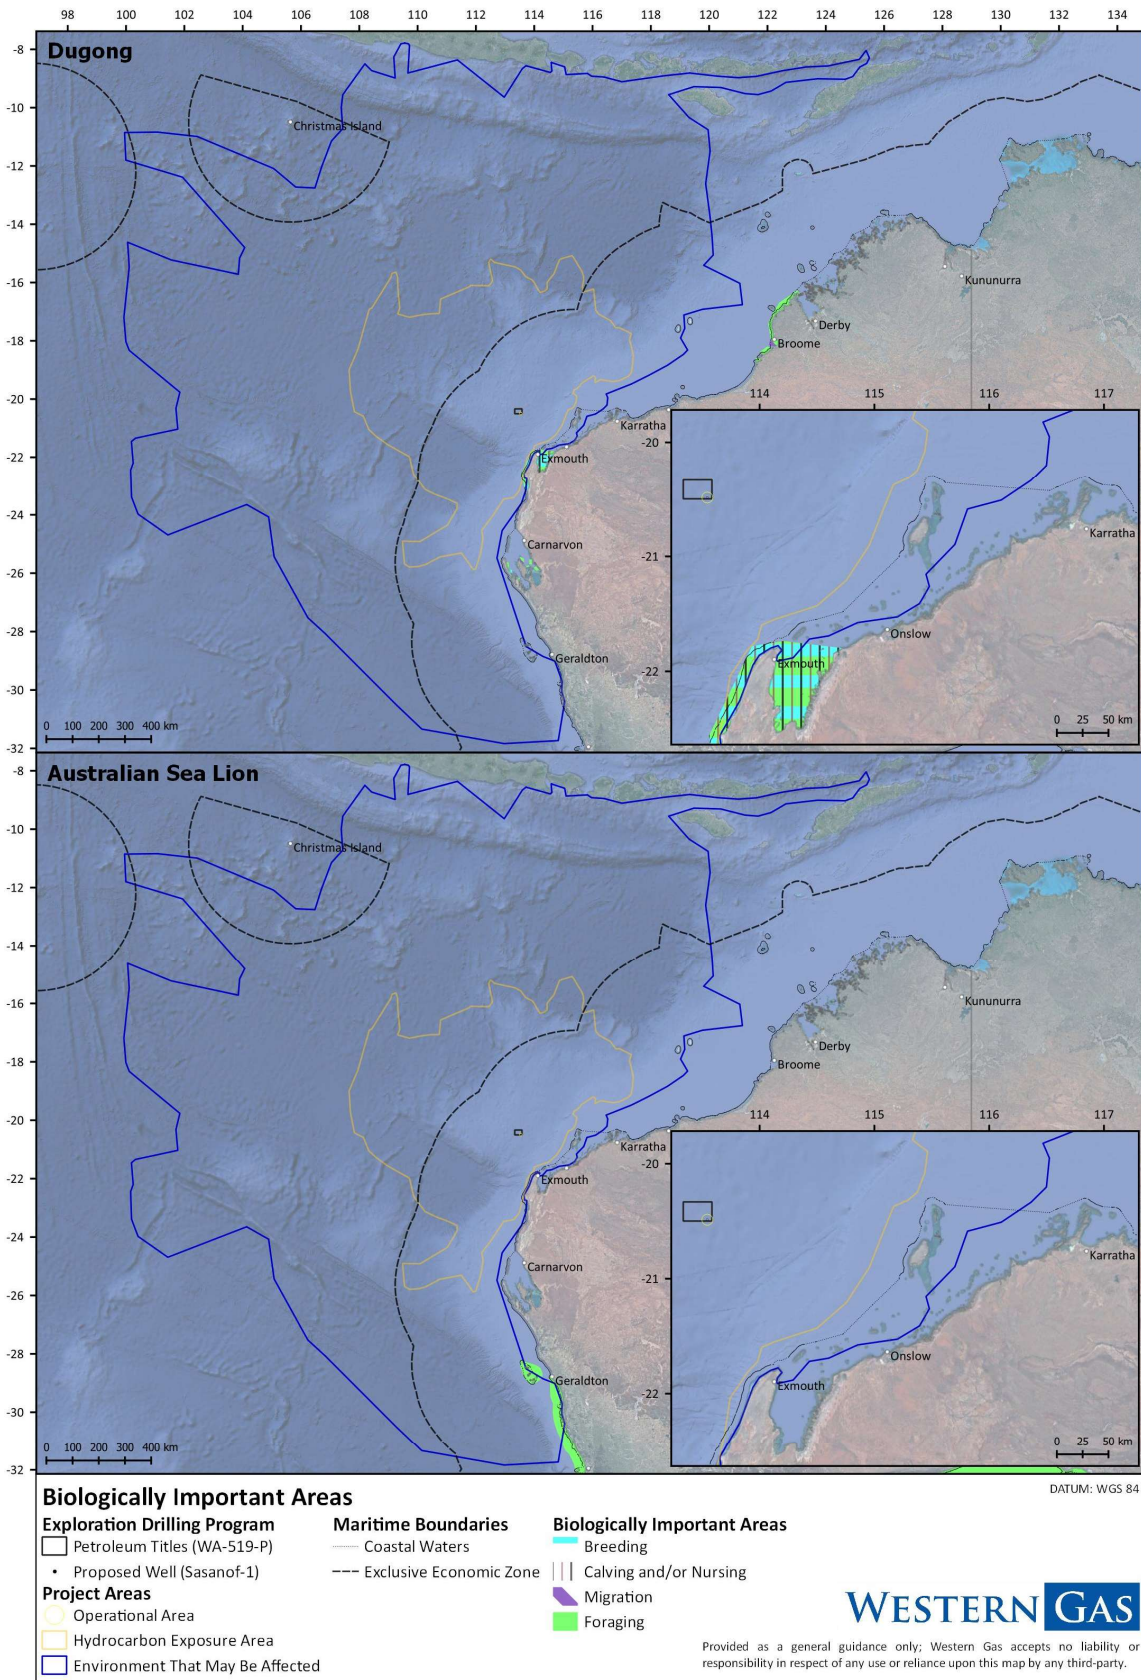 98 100 102 104 106 108 110 112 114 116 118 120 122 124 126 128 130 132 134
Dugong
-8
-10
Christmas Island
-12
-14
-16
Kununurra
Derby
-18
Broome
-20
114 115 116 117
Karratha
-20
-22
Exmouth
-24
Carnarvon
-21
Karratha
-26
-28
Onslow
Geraldton
-22
Exmouth
-30
0 100 200 300 400 km
0 25 50 km
-32
Australian Sea Lion
-8
-10
Christmas Island
-12
-14
-16
Kununurra
Derby
-18
Broome
-20
114 115 116 117
Karratha
-20
-22
Exmouth
-24
Carnarvon
Karratha
-21
-26
-28
Onslow
Geraldton
-22
Exmouth
-30
0 100 200 300 400 km
0 25 50 km
-32
DATUM: WGS 84
Biologically Important Areas
Exploration Drilling Program
Petroleum Titles (WA-519-P)
Proposed Well (Sasanof-1)
Project Areas
Operational Area
Hydrocarbon Exposure Area
Environment That May Be Affected
Maritime Boundaries
Coastal Waters
Exclusive Economic Zone
Biologically Important Areas
Breeding
Calving and/or Nursing
Migration
Foraging
WESTERN GAS
Provided as a general guidance only; Western Gas accepts no liability or
responsibility in respect of any use or reliance upon this map by any third-party.